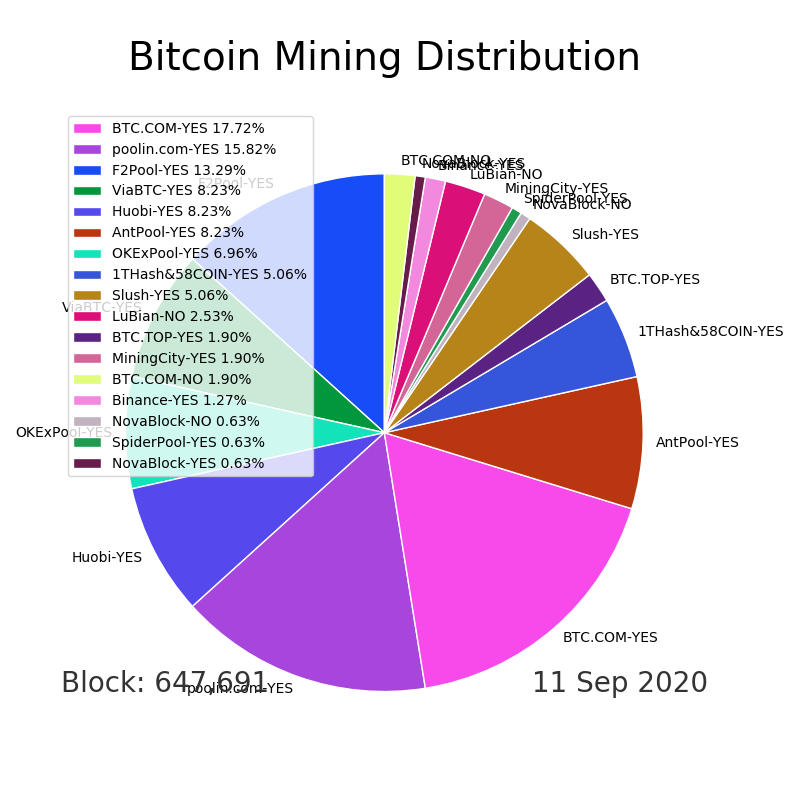 Bitcoin Mining Distribution
BTC.COM-YES 17.72%
poolin.com-YES 15.82%
F2Pool-YES 13.29%
ViaBTC-YES 8.23%
Huobi-YES 8.23%
AntPool-YES 8.23%
OKExPool-YES 6.96%
1THash&58COIN-YES 5.06%
Slush-YES 5.06%
LuBian-NO 2.53%
BTC.TOP-YES 1.90%
MiningCity-YES 1.90%
BTC.COM-NO 1.90%
Binance-YES 1.27%
NovaBlock-NO 0.63%
SpiderPool-YES 0.63%
NovaBlock-YES 0.63%
BTC.COM-NO
NovaBlock-YES
Binance-YES
LuBian-NO
MiningCity-YES
SpiderPool-YES
NovaBlock-NO
Slush-YES
BTC.TOP-YES
1THash&58COIN-YES
AntPool-YES
BTC.COM-YES
poolin.com-YES
Huobi-YES
OKExPool-YES
ViaBTC-YES
F2Pool-YES
Block: 647,691
11 Sep 2020